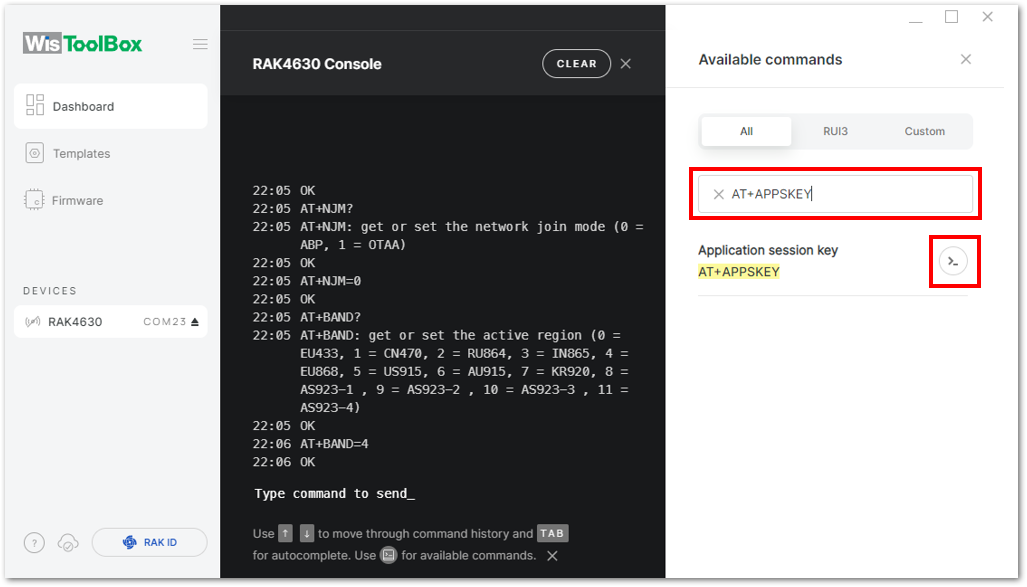 WisToolBox
Dashboard
Templates
Firmware
DEVICES
RAK4630 COM23
? RAK ID
RAK4630 Console CLEAR
22:05 OK
22:05 AT+NJM?
22:05 AT+NJM: get or set the network join mode (0 =
ABP, 1 = OTAA)
22:05 OK
22:05 AT+NJM=0
22:05 OK
22:05 AT+BAND?
22:05 AT+BAND: get or set the active region (0 =
EU433, 1 = CN470, 2 = RU864, 3 = IN865, 4 =
EU868, 5 = US915, 6 = AU915, 7 = KR920, 8 =
AS923-1 , 9 = AS923-2 , 10 = AS923-3 , 11 =
AS923-4)
22:05 OK
22:06 AT+BAND=4
22:06 OK
Type command to send_
Use ↑ ↓ to move through command history and TAB
for autocomplete. Use for available commands.
Available commands
All RUI3 Custom
AT+APPSKEY
Application session key
AT+APPSKEY